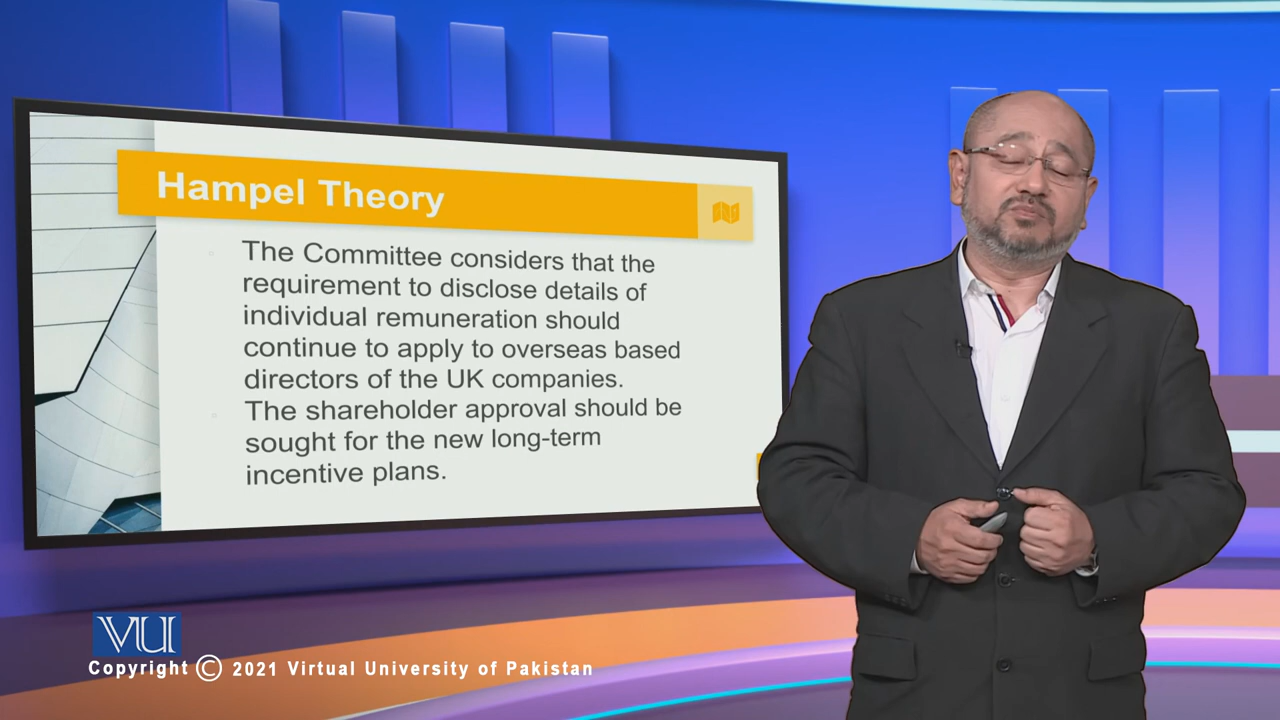 Hampel Theory
The Committee considers that the
requirement to disclose details of
individual remuneration should
continue to apply to overseas based
directors of the UK companies.
The shareholder approval should be
sought for the new long-term
incentive plans.
VU
Copyright © 2021 Virtual University of Pakistan